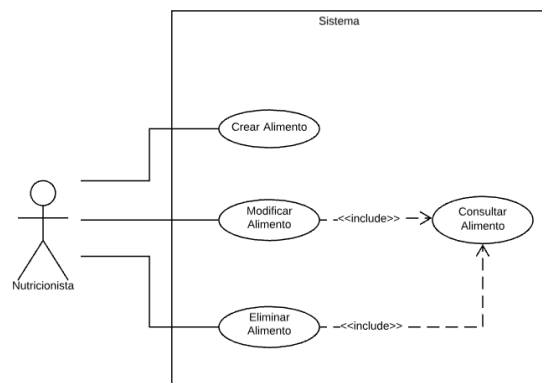 Sistema
Crear Alimento
Modificar
Alimento
<<include>>
Consultar
Alimento
Nutricionista
Eliminar
Alimento
<<include>>